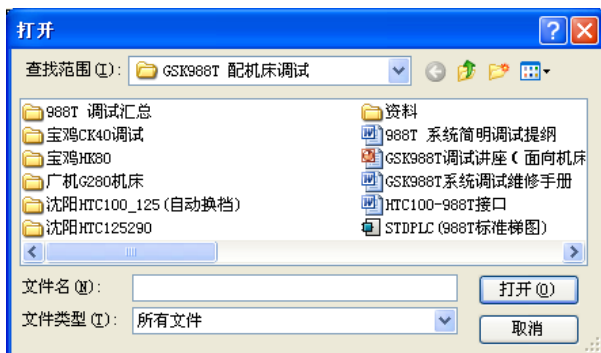 打开
查找范围(I):
GSK988T 配机床调试
988T 调试汇总
宝鸡CK40调试
宝鸡HK80
广机G280机床
沈阳HTC100_125(自动换档)
沈阳HTC125290
资料
988T 系统简明调试提纲
GSK988T调试讲座(面向机床
GSK988T系统调试维修手册
HTC100-988T接口
STDPLC(988T标准梯图)
文件名(N):
打开(O)
文件类型(T):
所有文件
取消